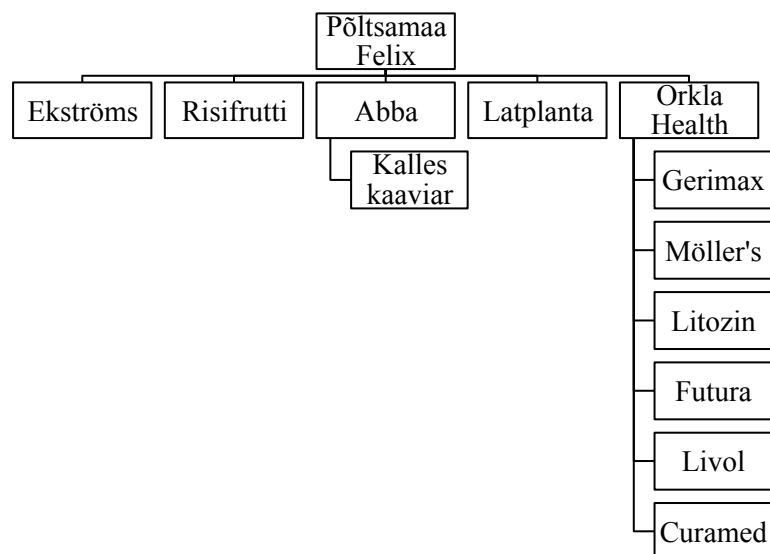 Põltsamaa
Felix
Ekströms
Risifrutti
Abba
Latplanta
Orkla
Health
Kalles
kaaviar
Gerimax
Möller's
Litozin
Futura
Livol
Curamed